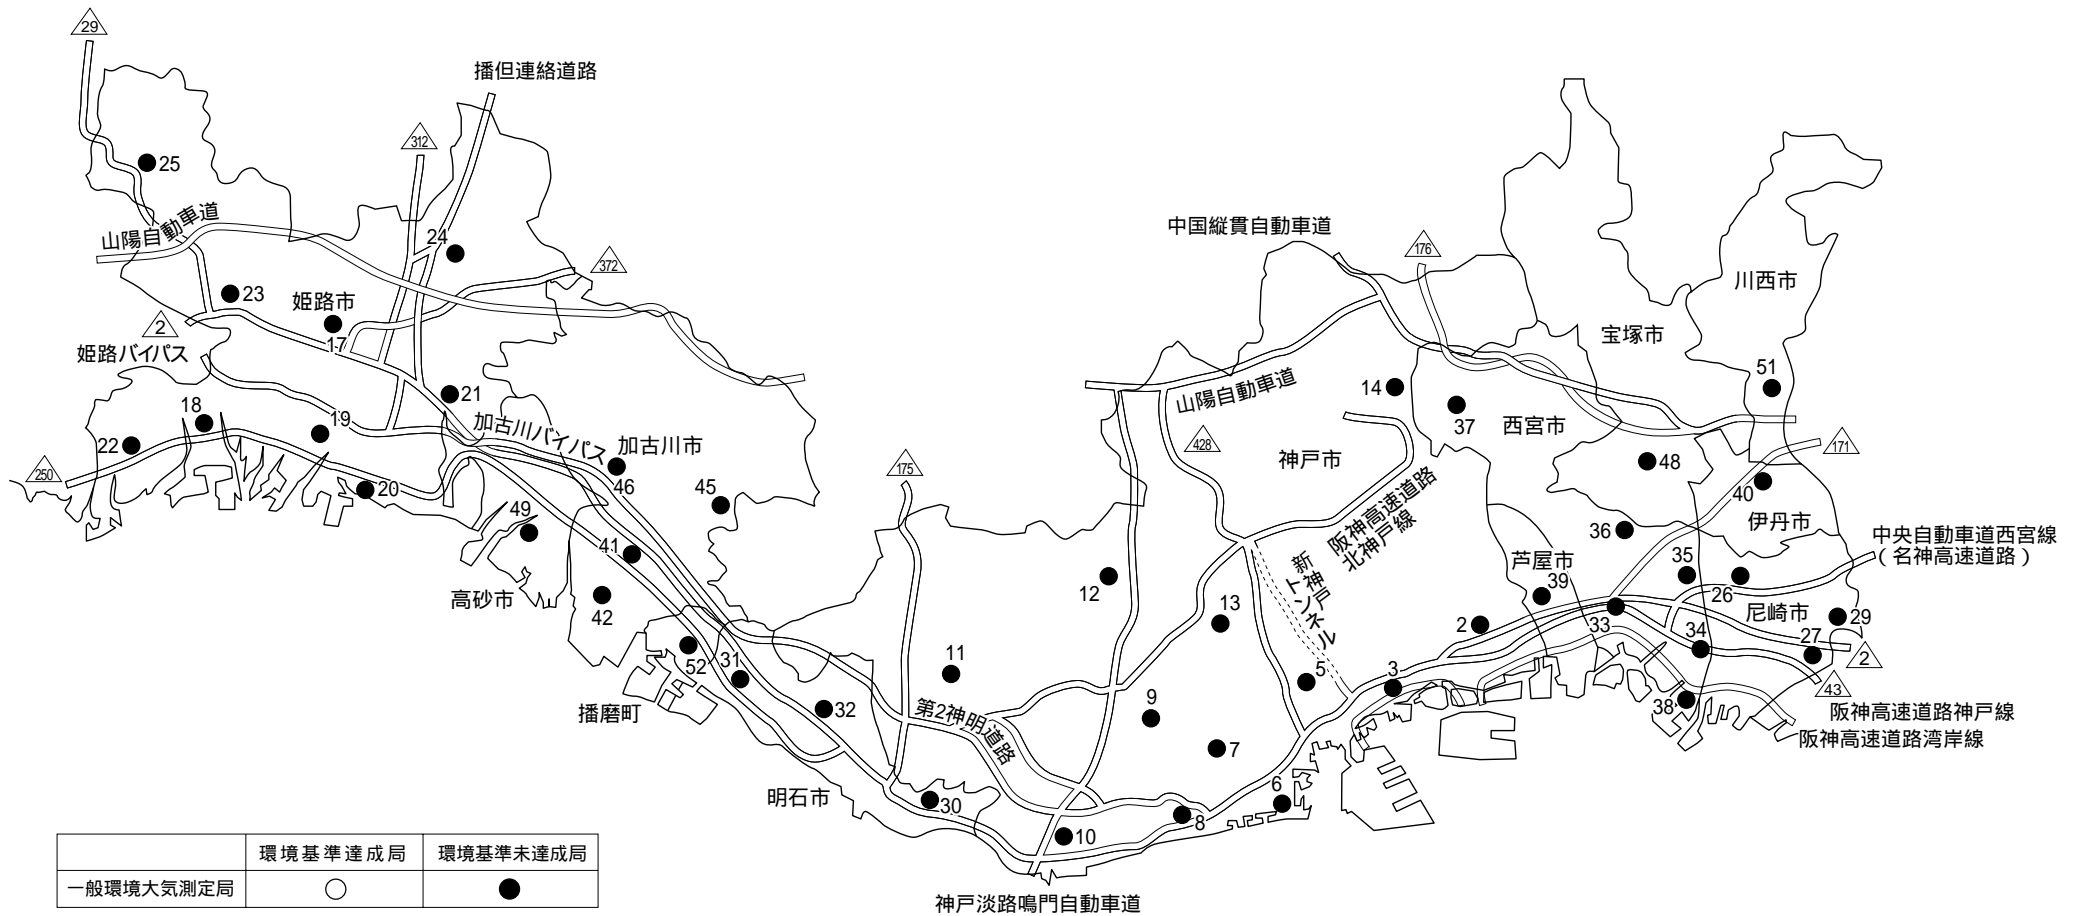 29
播但連絡道路
312
25
山陽自動車道
24
372
中国縦貫自動車道
176
川西市
23
姫路市
2
17
姫路バイパス
宝塚市
51
14
山陽自動車道
37
21
18
19
22
加古川バイパス
加古川市
428
神戸市
西宮市
171
48
250
20
46
45
175
40
阪神高速道路
北神戸線
49
36
伊丹市
中央自動車道西宮線
(名神高速道路)
41
新神戸
トンネル
芦屋市
35
高砂市
42
12
39
26
13
尼崎市
29
2
33
34
27
2
52
31
11
5
3
43
播磨町
32
9
38
阪神高速道路神戸線
第2神明道路
7
阪神高速道路湾岸線
明石市
30
6
8
10
環境基準達成局
環境基準未達成局
一般環境大気測定局
神戸淡路鳴門自動車道